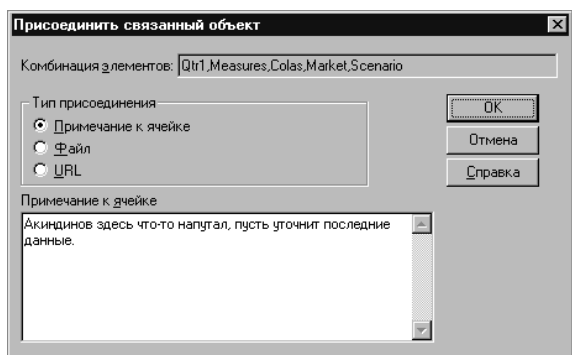 Присоединить связанный объект
Комбинация элементов: Qtr1,Measures,Colas,Market,Scenario
Тип присоединения
Примечание к ячейке
Файл
URL
OK
Отмена
Справка
Примечание к ячейке
Акиндинов здесь что-то напутал, пусть уточнит последние
данные.